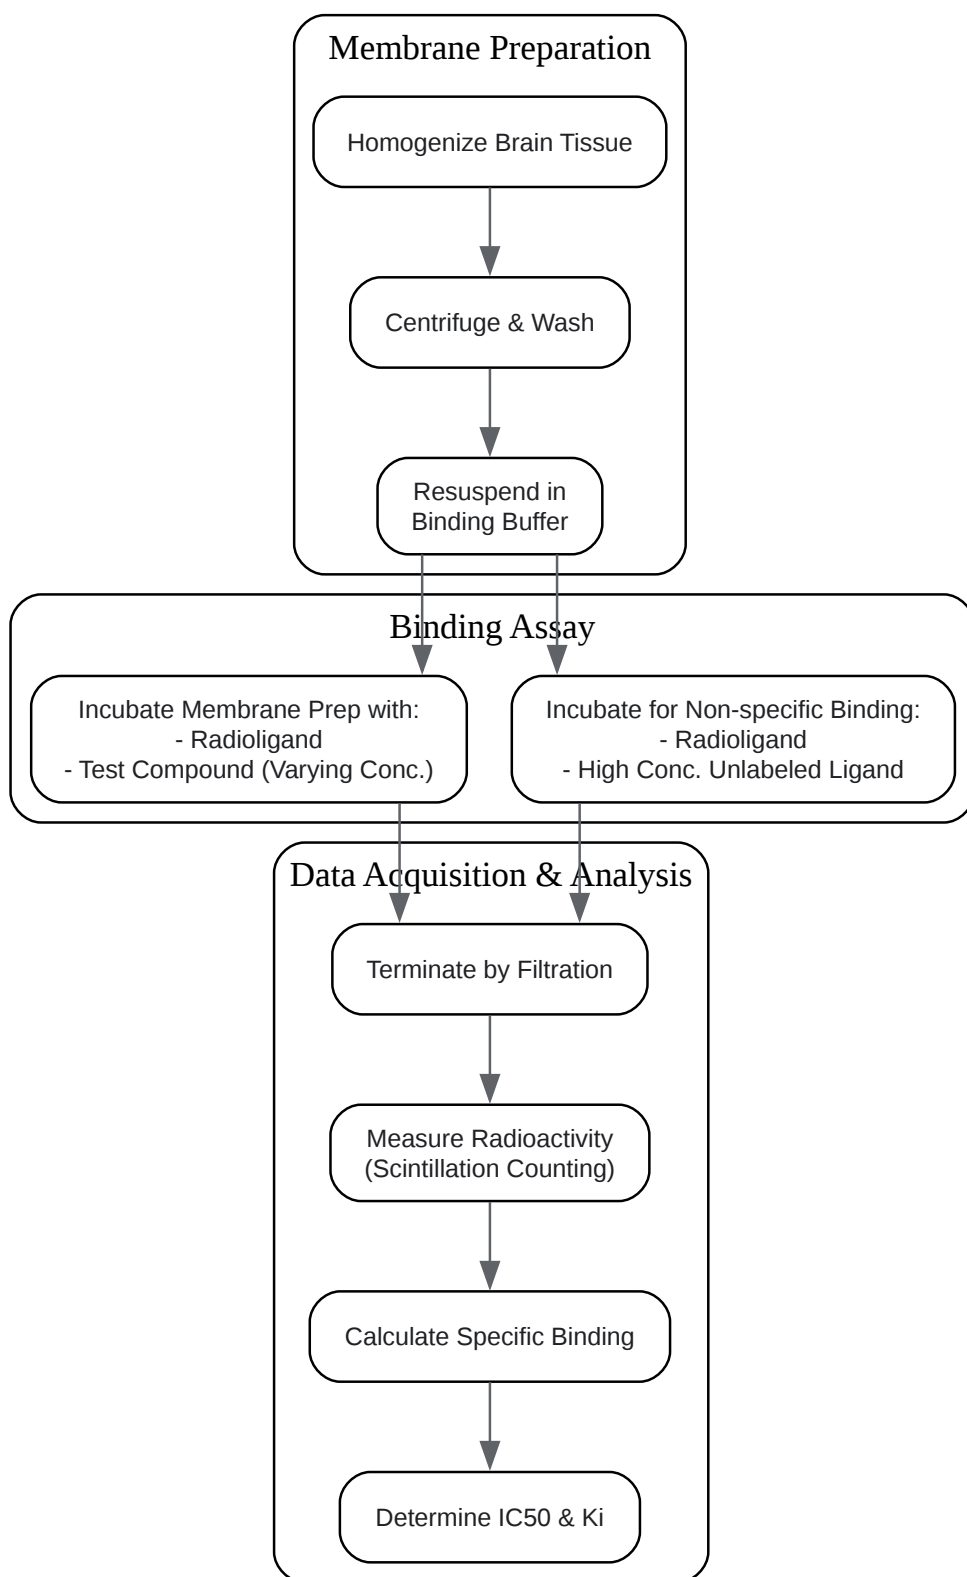 Membrane Preparation
Homogenize Brain Tissue
Centrifuge & Wash
Resuspend in
Binding Buffer
Binding Assay
Incubate Membrane Prep with:
- Radioligand
- Test Compound (Varying Conc.)
Incubate for Non-specific Binding:
- Radioligand
- High Conc. Unlabeled Ligand
Data Acquisition & Analysis
Terminate by Filtration
Measure Radioactivity
(Scintillation Counting)
Calculate Specific Binding
Determine IC50 & Ki